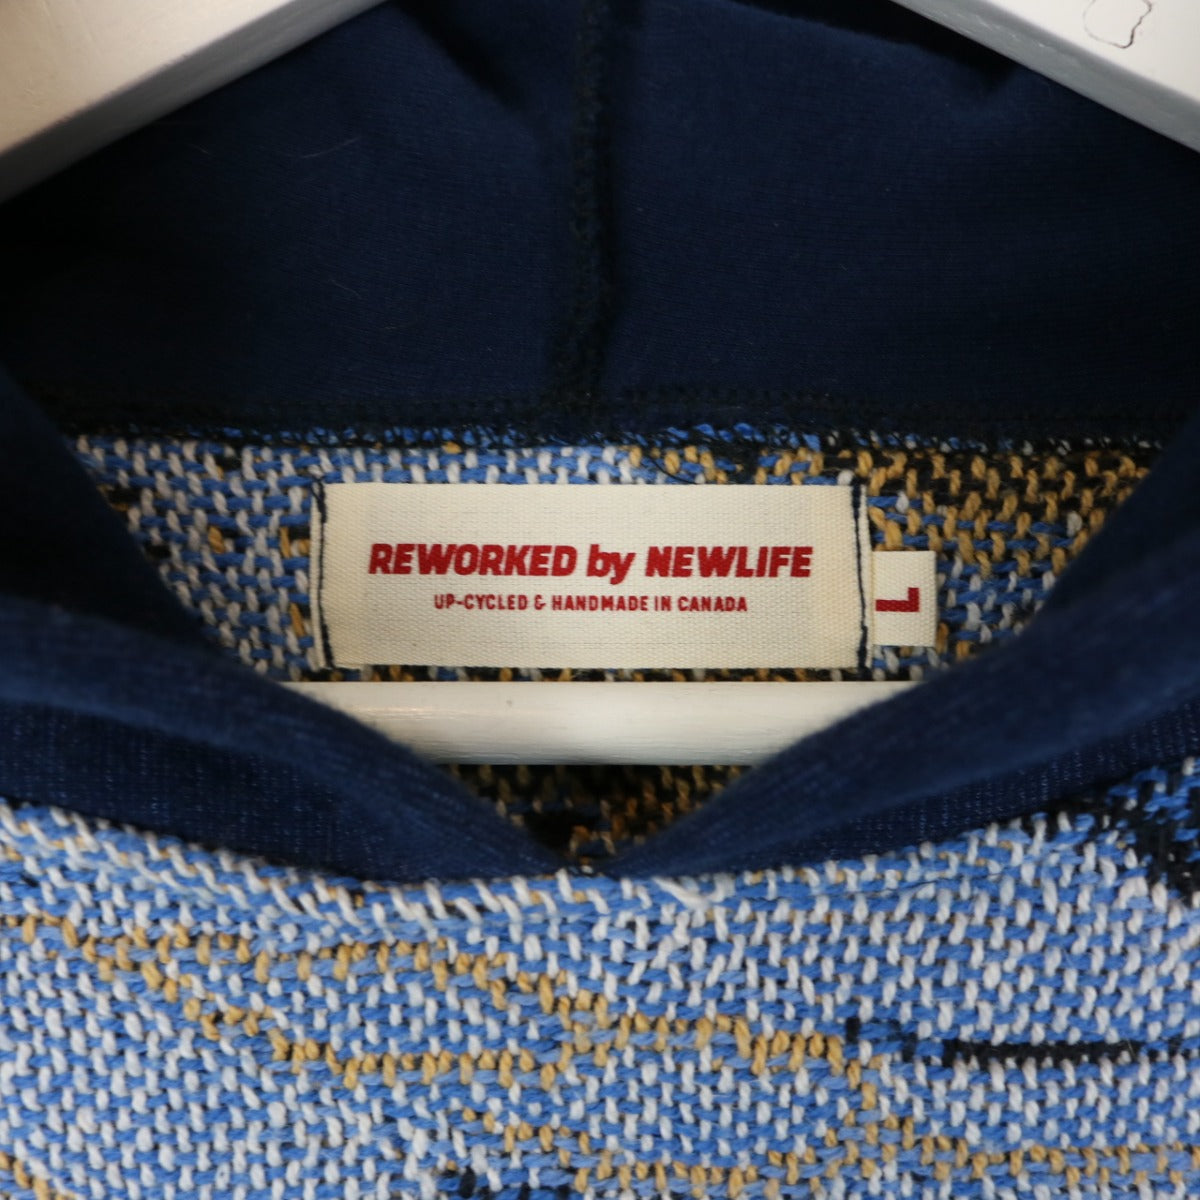 REWORKED by NEWLIFE
UP-CYCLED & HANDMADE IN CANADA
L